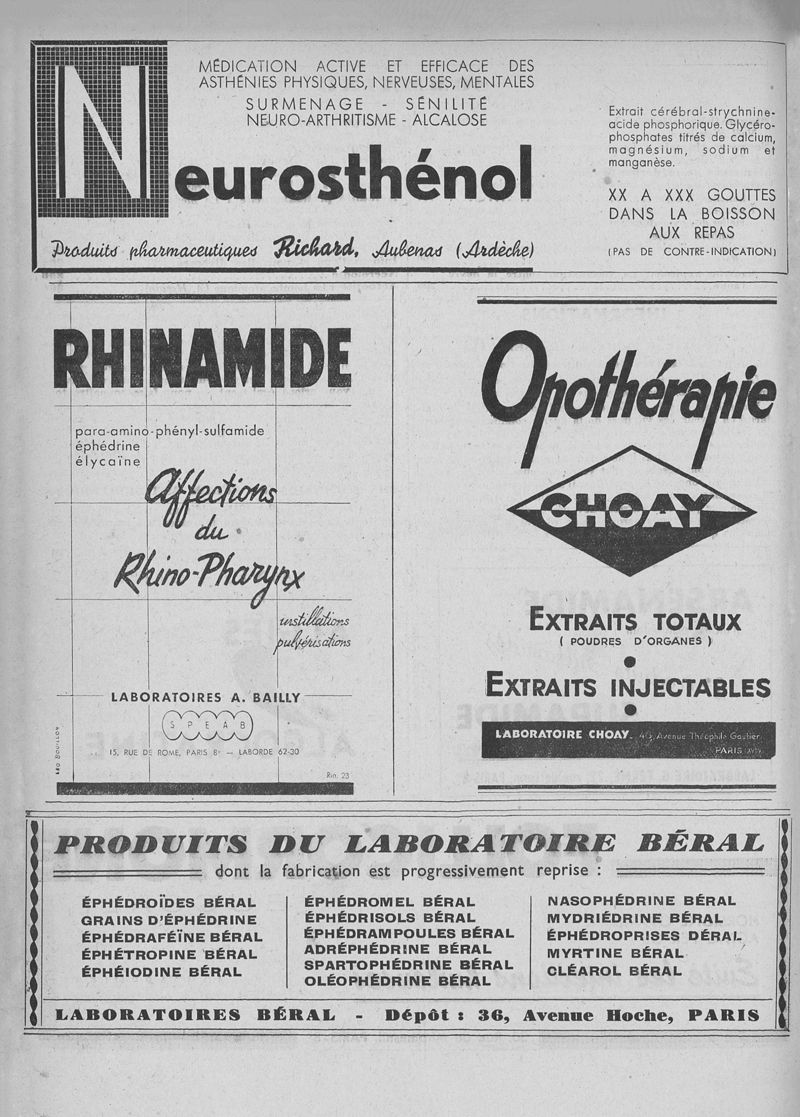 MÉDICATION ACTIVE ET EFFICACE DES
ASTHÉNIES PHYSIQUES, NERVEUSES, MENTALES
SURMENAGE - SÉNILITÉ
NEURO-ARTHRITISME - ALCALOSE
Neurosthénol
Produits pharmaceutiques Richard, Aubenas (Ardèche)
Extrait cérébral-strychnine-
acide phosphorique. Glycéro-
phosphates titrés de calcium,
magnésium, sodium et
manganèse.
XX A XXX GOUTTES
DANS LA BOISSON
AUX REPAS
(PAS DE CONTRE-INDICATION)
RHINAMIDE
para-amino-phényl-sulfamide
éphédrine
élycaïne
Affections
du
Rhino-Pharynx
instillations
pulvérisations
LABORATOIRES A. BAILLY
SPEAB
15, RUE DE ROME, PARIS 8e — LABORDE 62-30
Rin. 23
LÉO BOUILLON
Opothérapie
CHOAY
EXTRAITS TOTAUX
( POUDRES D'ORGANES )
EXTRAITS INJECTABLES
LABORATOIRE CHOAY. 48, Avenue Théophile Gautier
PARIS (XVIe)
PRODUITS DU LABORATOIRE BÉRAL
dont la fabrication est progressivement reprise :
ÉPHÉDROÏDES BÉRAL
GRAINS D'ÉPHÉDRINE
ÉPHÉDRAFÉÏNE BÉRAL
ÉPHÉTROPINE BÉRAL
ÉPHÉIODINE BÉRAL
ÉPHÉDROMEL BÉRAL
ÉPHÉDRISOLS BÉRAL
ÉPHÉDRAMPOULES BÉRAL
ADRÉPHÉDRINE BÉRAL
SPARTOPHÉDRINE BÉRAL
OLÉOPHÉDRINE BÉRAL
NASOPHÉDRINE BÉRAL
MYDRIÉDRINE BÉRAL
ÉPHÉDROPRISES DÉRAL
MYRTINE BÉRAL
CLÉAROL BÉRAL
LABORATOIRES BÉRAL - Dépôt : 36, Avenue Hoche, PARIS